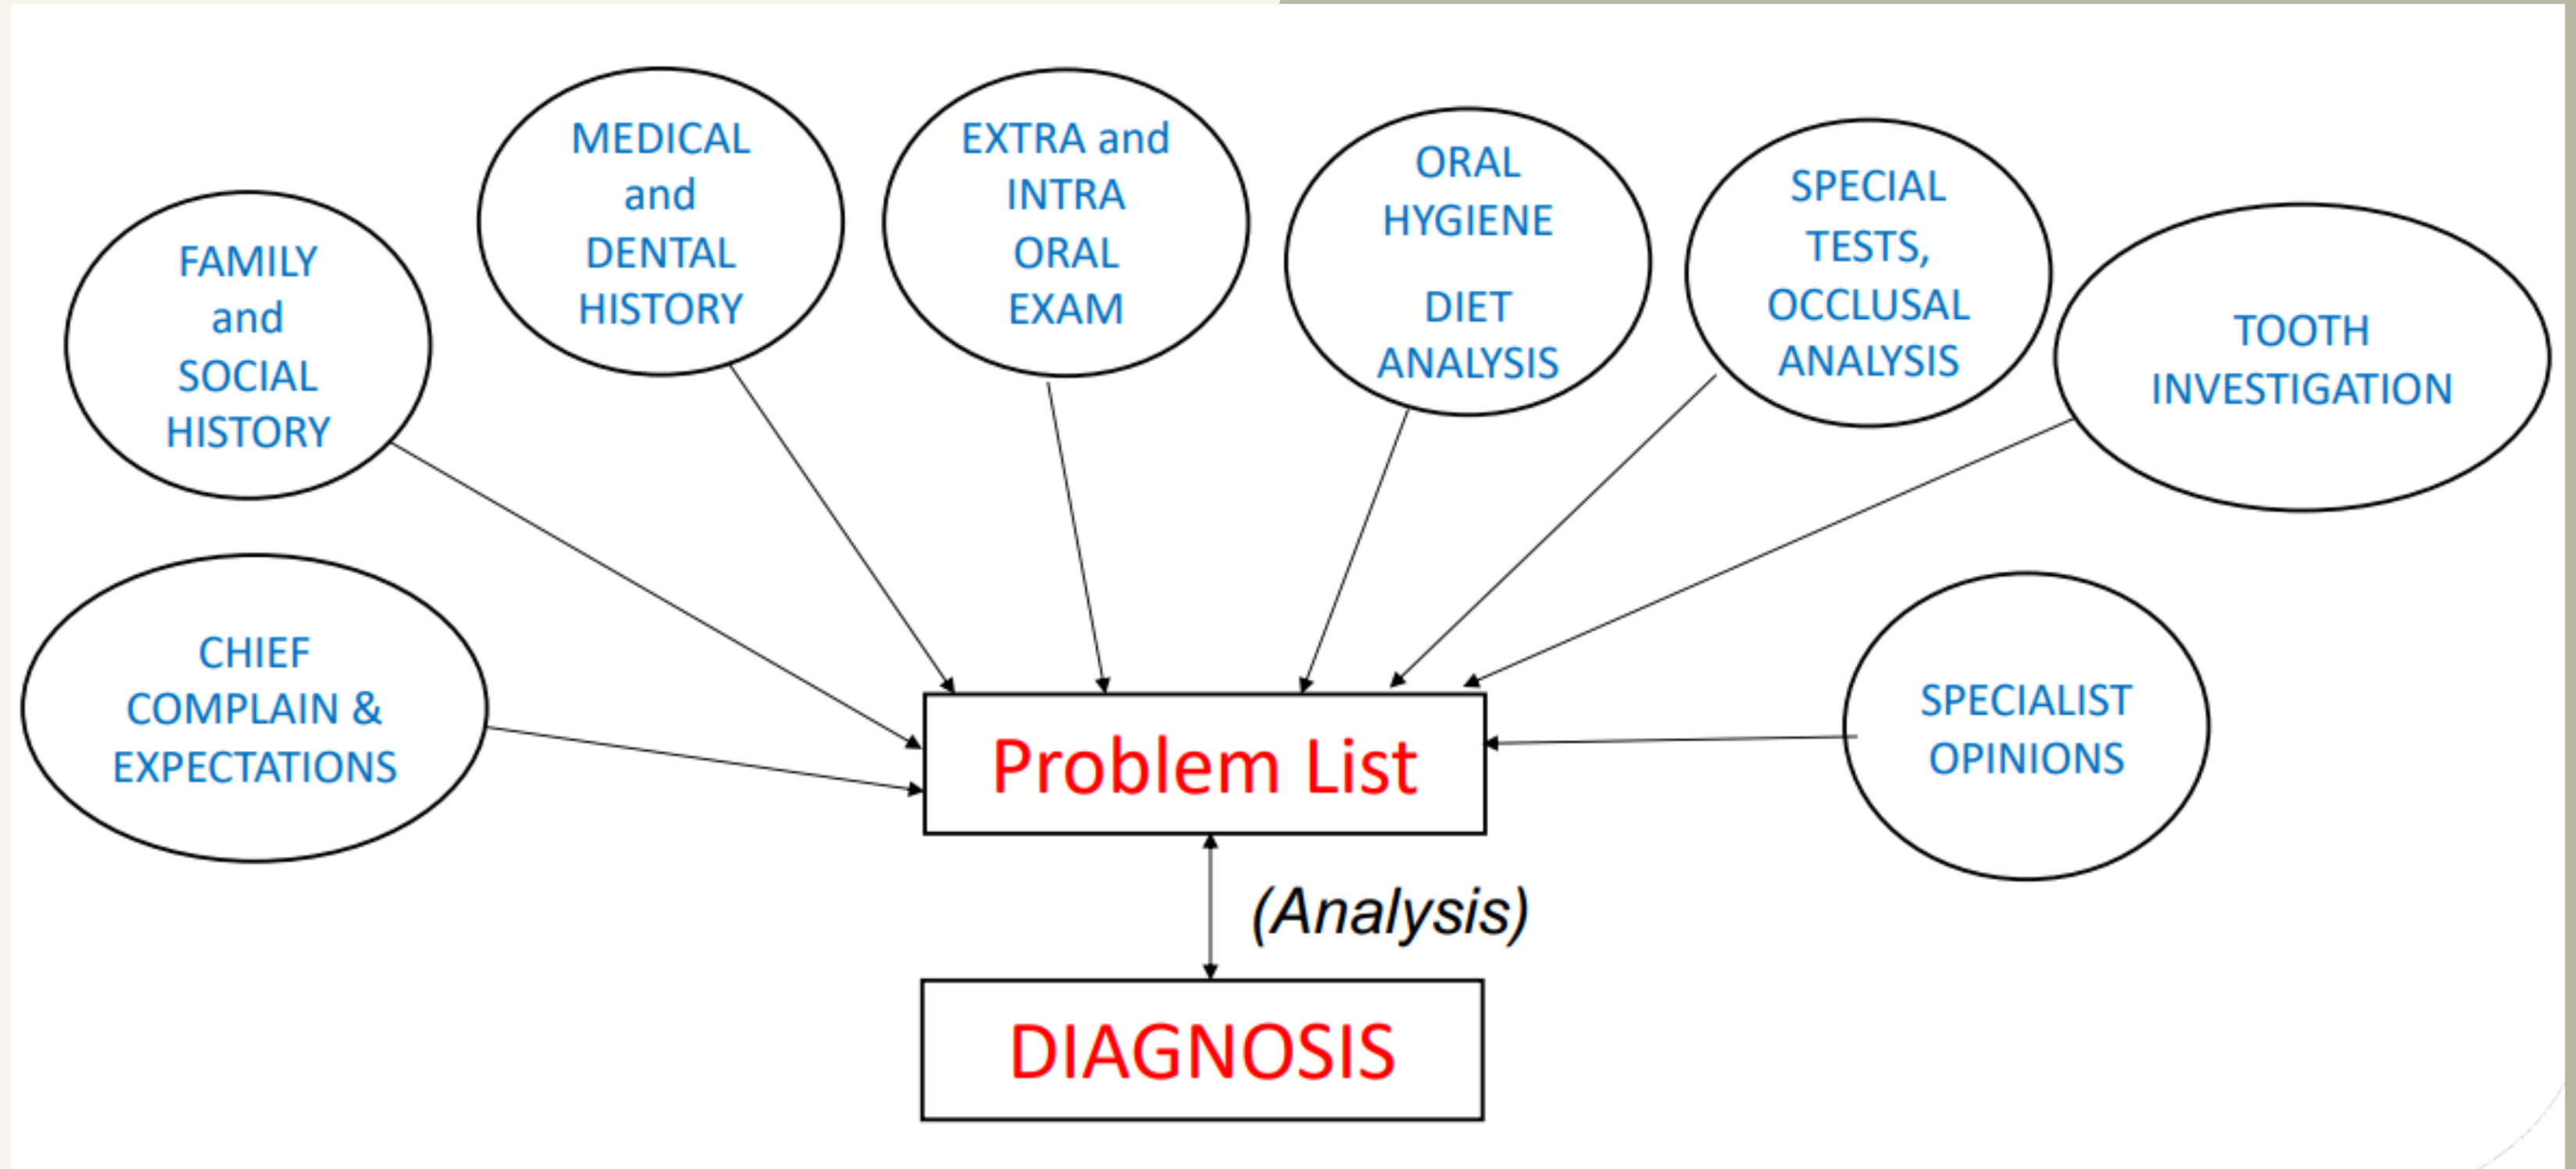 FAMILY
and
SOCIAL
HISTORY
MEDICAL
and
DENTAL
HISTORY
EXTRA and
INTRA
ORAL
EXAM
ORAL
HYGIENE
DIET
ANALYSIS
SPECIAL
TESTS,
OCCLUSAL
ANALYSIS
TOOTH
INVESTIGATION
CHIEF
COMPLAIN &
EXPECTATIONS
SPECIALIST
OPINIONS
Problem List
(Analysis)
DIAGNOSIS